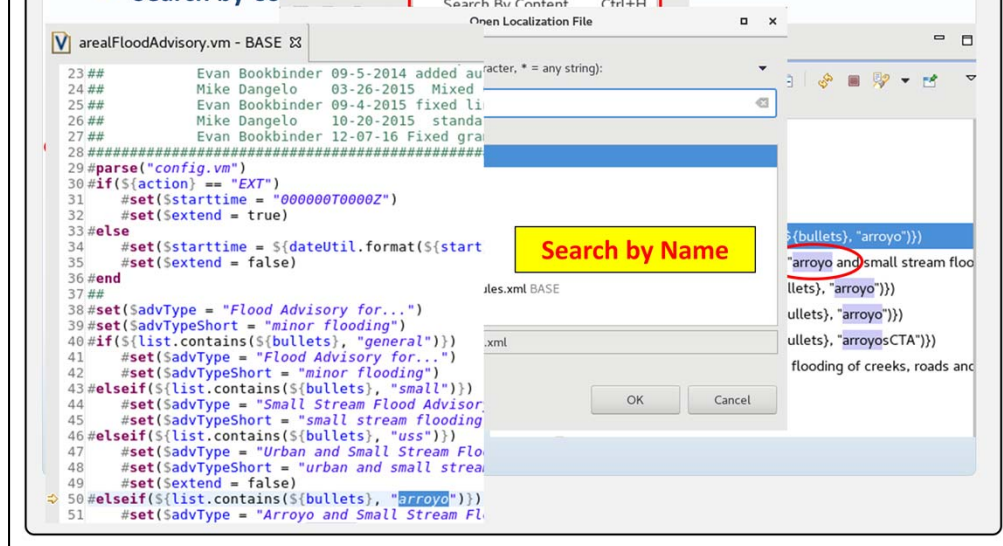 Search by Co
Search By Content Ctrl+H
Open Localization File
arealFloodAdvisory.vm - BASE
racter, * = any string):
23 ## Evan Bookbinder 09-5-2014 added au
24 ## Mike Dangelo 03-26-2015 Mixed
25 ## Evan Bookbinder 09-4-2015 fixed li
26 ## Mike Dangelo 10-20-2015 standa
27 ## Evan Bookbinder 12-07-16 Fixed gra
28 ################################################
29 #parse("config.vm")
30 #if(${action} == "EXT")
31 #set($starttime = "000000T0000Z")
32 #set($extend = true)
33 #else
34 #set($starttime = ${dateUtil.format(${start
35 #set($extend = false)
36 #end
37 ##
38 #set($advType = "Flood Advisory for...")
39 #set($advTypeShort = "minor flooding")
40 #if(${list.contains(${bullets}, "general")})
41 #set($advType = "Flood Advisory for...")
42 #set($advTypeShort = "minor flooding")
43 #elseif(${list.contains(${bullets}, "small")})
44 #set($advType = "Small Stream Flood Advisor
45 #set($advTypeShort = "small stream flooding
46 #elseif(${list.contains(${bullets}, "uss")})
47 #set($advType = "Urban and Small Stream Flo
48 #set($advTypeShort = "urban and small strea
49 #set($extend = false)
50 #elseif(${list.contains(${bullets}, "arroyo")})
51 #set($advType = "Arroyo and Small Stream Fl
Search by Name
ules.xml BASE
.xml
OK Cancel
${bullets}, "arroyo")})
"arroyo and small stream floo
llets}, "arroyo")})
ullets}, "arroyo")})
ullets}, "arroyosCTA")})
flooding of creeks, roads and